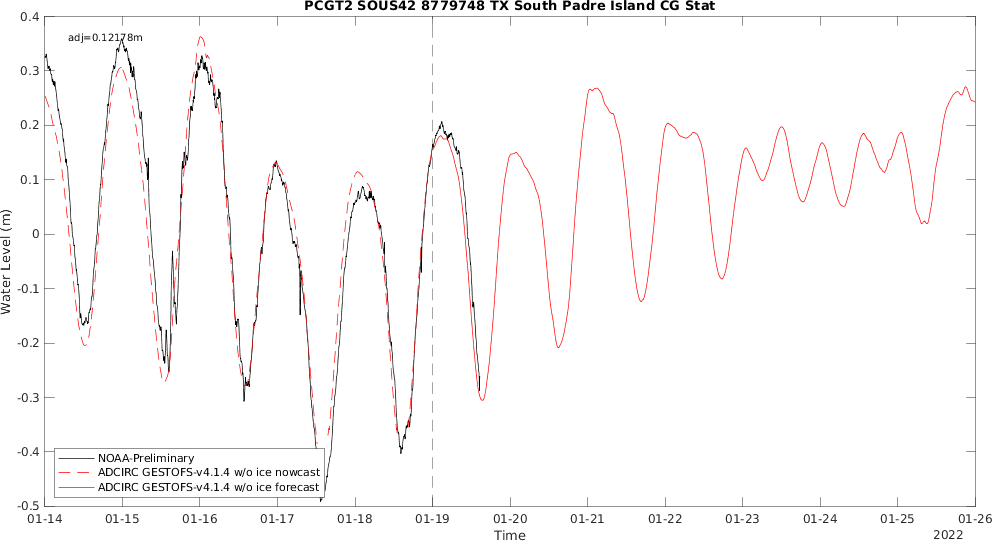 PCGT2 SOUS42 8779748 TX South Padre Island CG Stat
adj=0.12178m
0.4
0.3
0.2
0.1
0
-0.1
-0.2
-0.3
-0.4
-0.5
Water Level (m)
NOAA-Preliminary
ADCIRC GESTOFS-v4.1.4 w/o ice nowcast
ADCIRC GESTOFS-v4.1.4 w/o ice forecast
01-14 01-15 01-16 01-17 01-18 01-19 01-20 01-21 01-22 01-23 01-24 01-25 01-26
Time
2022